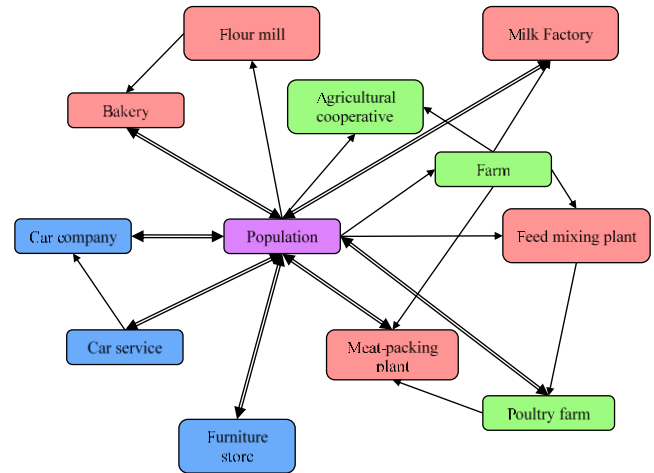 Flour mill
Milk Factory
Bakery
Agricultural
cooperative
Farm
Car company
Population
Feed mixing plant
Car service
Meat-packing
plant
Poultry farm
Furniture
store